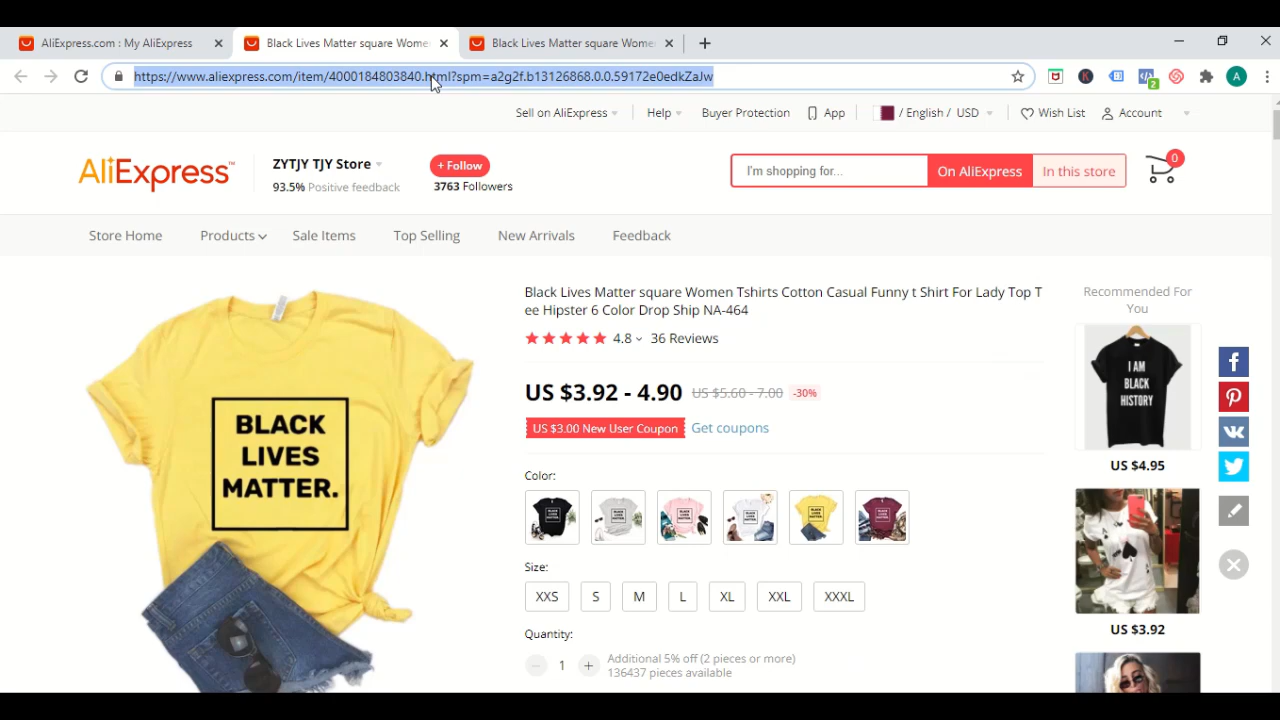 AliExpress.com : My AliExpress
Black Lives Matter square Wome
Black Lives Matter square Wome
https://www.aliexpress.com/item/4000184803840.html?spm=a2g2f.b13126868.0.0.59172e0edkZaJw
2
A
Sell on AliExpress
Help
Buyer Protection
App
/ English / USD
Wish List
Account
AliExpress™
ZYTJY TJY Store
93.5% Positive feedback
+ Follow
3763 Followers
I'm shopping for...
On AliExpress
In this store
0
Store Home
Products
Sale Items
Top Selling
New Arrivals
Feedback
BLACK
LIVES
MATTER.
Black Lives Matter square Women Tshirts Cotton Casual Funny t Shirt For Lady Top T
ee Hipster 6 Color Drop Ship NA-464
4.8
36 Reviews
US $3.92 - 4.90
US $5.60 - 7.00
-30%
US $3.00 New User Coupon
Get coupons
Color:
Size:
XXS
S
M
L
XL
XXL
XXXL
Quantity:
1
Additional 5% off (2 pieces or more)
136437 pieces available
Recommended For
You
I AM
BLACK
HISTORY
US $4.95
US $3.92